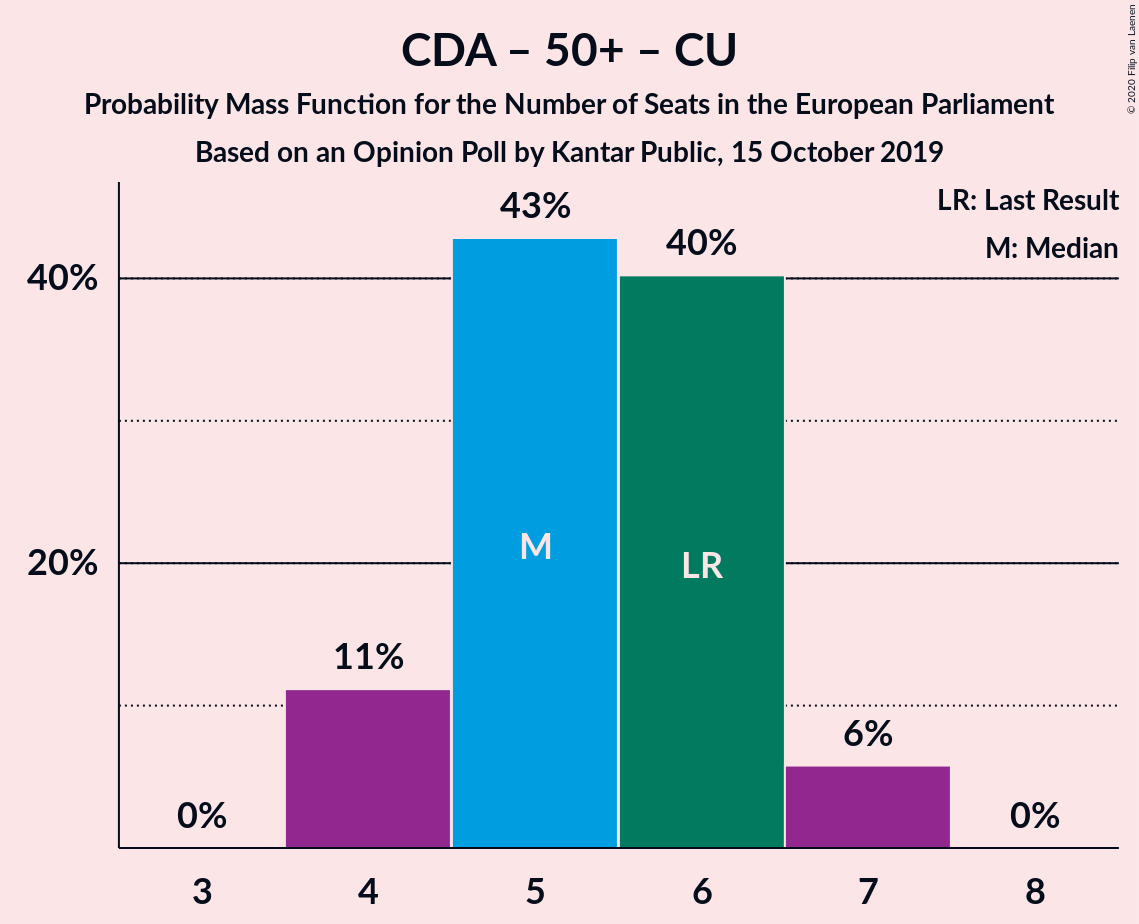 CDA – 50+ – CU
Probability Mass Function for the Number of Seats in the European Parliament
Based on an Opinion Poll by Kantar Public, 15 October 2019
© 2020 Filip van Laenen
LR: Last Result
M: Median
43%
40%
40%
M
LR
20%
11%
6%
0%
0%
3 4 5 6 7 8